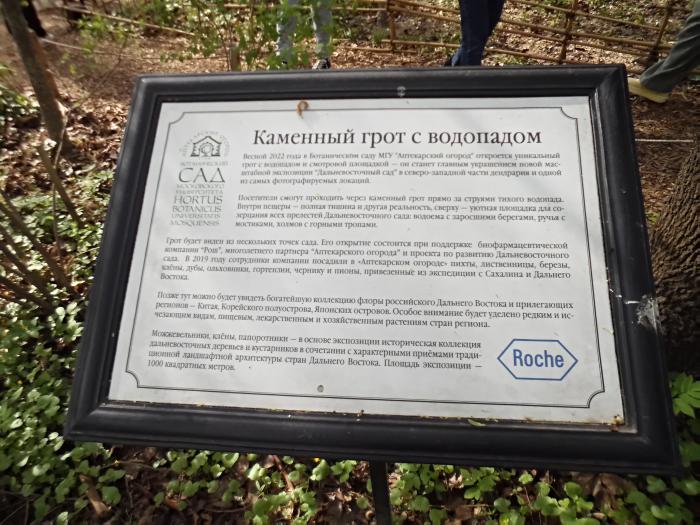 Каменный грот с водопадом
АПТЕКАРСКИЙ ОГОРОД
БОТАНИЧЕСКИЙ
САД
МОСКОВСКОГО
УНИВЕРСИТЕТА
HORTUS
BOTANICUS
UNIVERSITATIS
MOSQUENSIS
Весной 2022 года в Ботаническом саду МГУ "Аптекарский огород" откроется уникальный
грот с водопадом и смотровой площадкой — он станет главным украшением новой мас-
штабной экспозиции "Дальневосточный сад" в северо-западной части дендрария и одной
из самых фотографируемых локаций.
Посетители смогут проходить через каменный грот прямо за струями тихого водопада.
Внутри пещеры — полная тишина и другая реальность, сверху — уютная площадка для со-
зерцания всех прелестей Дальневосточного сада: водоема с заросшими берегами, ручья с
мостиками, холмов с горными тропами.
Грот будет виден из нескольких точек сада. Его открытие состоится при поддержке биофармацевтической
компании "Рош", многолетнего партнера "Аптекарского огорода" и проекта по развитию Дальневосточного
сада. В 2019 году сотрудники компании посадили в «Аптекарском огороде» пихты, лиственницы, березы,
клёны, дубы, ольховники, гортензии, чернику и пионы, привезенные из экспедиции с Сахалина и Дальнего
Востока.
Позже тут можно будет увидеть богатейшую коллекцию флоры российского Дальнего Востока и прилегающих
регионов — Китая, Корейского полуострова, Японских островов. Особое внимание будет уделено редким и ис-
чезающим видам, пищевым, лекарственным и хозяйственным растениям стран региона.
Можжевельники, клёны, папоротники — в основе экспозиции историческая коллекция
дальневосточных деревьев и кустарников в сочетании с характерными приёмами тради-
ционной ландшафтной архитектуры стран Дальнего Востока. Площадь экспозиции —
1000 квадратных метров.
Roche